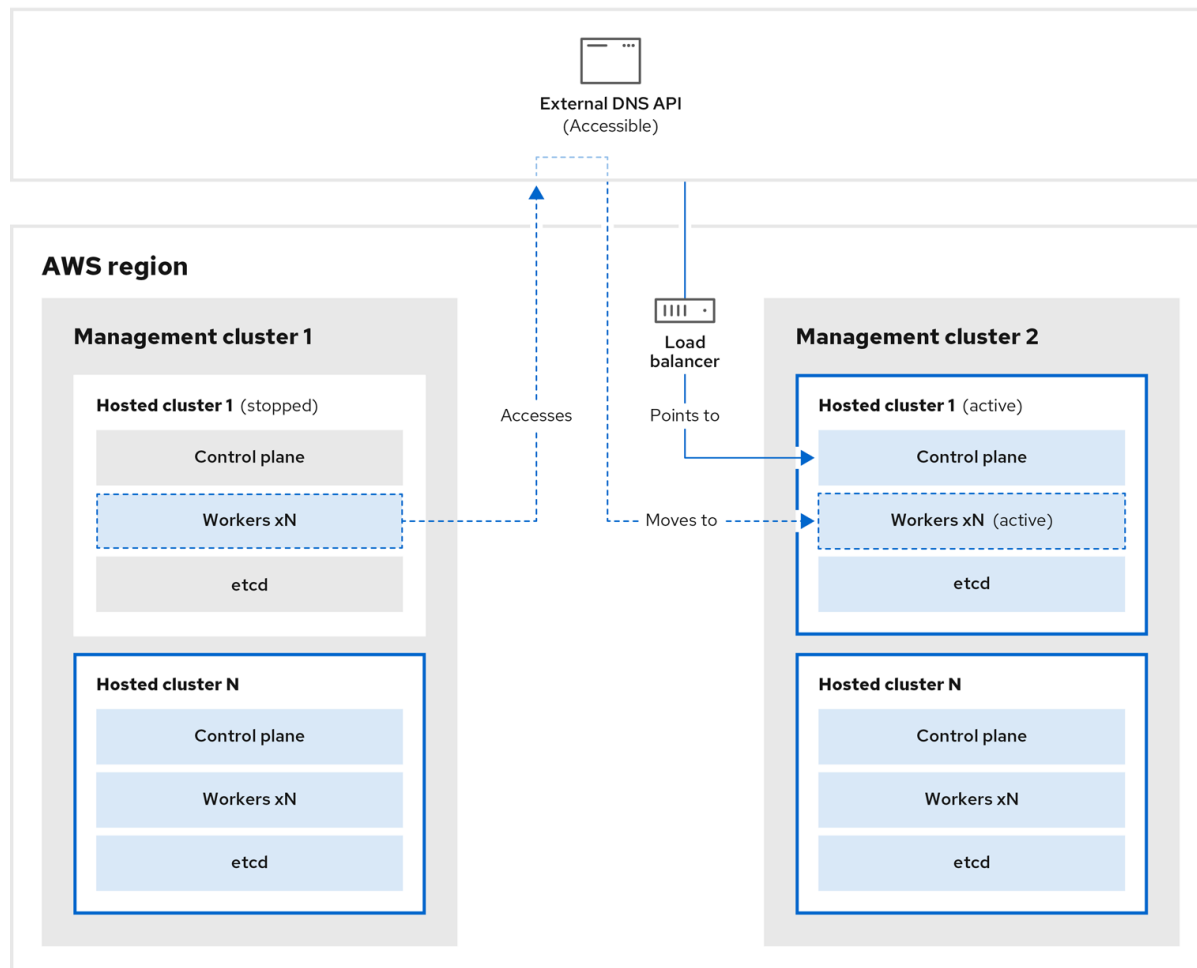 External DNS API
(Accessible)
AWS region
Management cluster 1
Hosted cluster 1 (stopped)
Control plane
Workers xN
etcd
Hosted cluster N
Control plane
Workers xN
etcd
Accesses
Load
balancer
Points to
Moves to
Management cluster 2
Hosted cluster 1 (active)
Control plane
Workers xN (active)
etcd
Hosted cluster N
Control plane
Workers xN
etcd